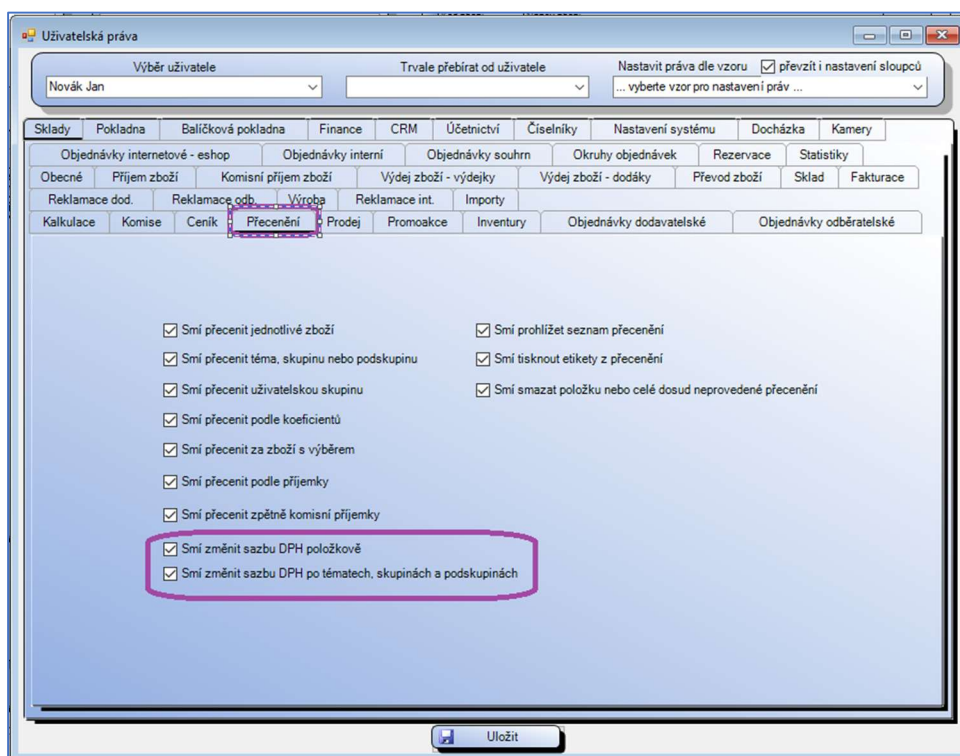 Uživatelská práva
Výběr uživatele Trvale přebírat od uživatele Nastavit práva dle vzoru převzít i nastavení sloupců
Novák Jan ... vyberte vzor pro nastavení práv ...
Sklady Pokladna Balíčková pokladna Finance CRM Účetnictví Číselníky Nastavení systému Docházka Kamery
Objednávky internetové - eshop Objednávky interní Objednávky souhrn Okruhy objednávek Rezervace Statistiky
Obecné Příjem zboží Komisní příjem zboží Výdej zboží - výdejky Výdej zboží - dodáky Převod zboží Sklad Fakturace
Reklamace dod. Reklamace odb. Výroba Reklamace int. Importy
Kalkulace Komise Ceník Přecenění Prodej Promoakce Inventury Objednávky dodavatelské Objednávky odběratelské
Smí přecenit jednotlivé zboží Smí prohlížet seznam přecenění
Smí přecenit téma, skupinu nebo podskupinu Smí tisknout etikety z přecenění
Smí přecenit uživatelskou skupinu Smí smazat položku nebo celé dosud neprovedené přecenění
Smí přecenit podle koeficientů
Smí přecenit za zboží s výběrem
Smí přecenit podle příjemky
Smí přecenit zpětně komisní příjemky
Smí změnit sazbu DPH položkově
Smí změnit sazbu DPH po tématech, skupinách a podskupinách
Uložit